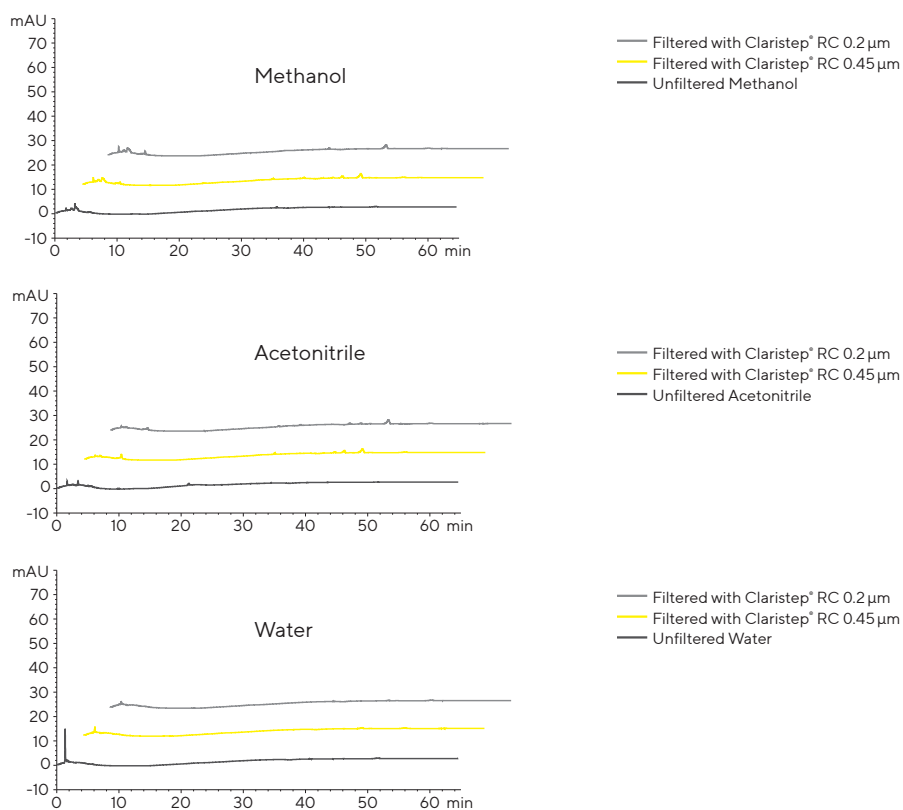 mAU
70
60
50
40
30
20
10
0
-10
0 10 20 30 40 50 60 min
Methanol
Filtered with Claristep® RC 0.2 µm
Filtered with Claristep® RC 0.45 µm
Unfiltered Methanol
mAU
70
60
50
40
30
20
10
0
-10
0 10 20 30 40 50 60 min
Acetonitrile
Filtered with Claristep® RC 0.2 µm
Filtered with Claristep® RC 0.45 µm
Unfiltered Acetonitrile
mAU
70
60
50
40
30
20
10
0
-10
0 10 20 30 40 50 60 min
Water
Filtered with Claristep® RC 0.2 µm
Filtered with Claristep® RC 0.45 µm
Unfiltered Water